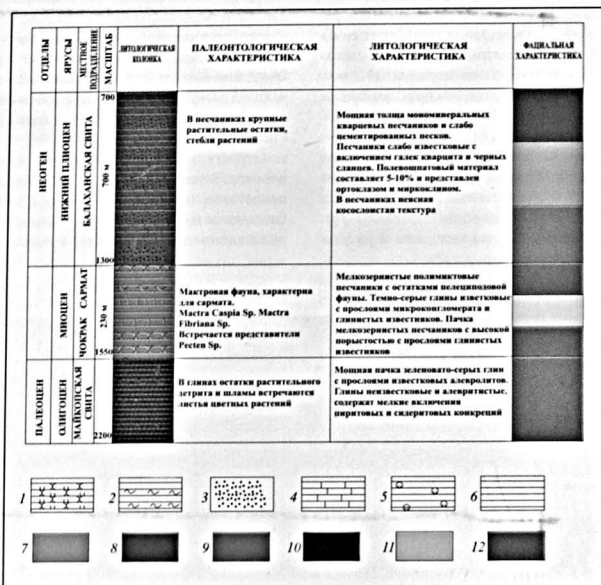 ОТДЕЛЫ
ЯРУСЫ
МЕСТНОЕ
ПОДРАЗДЕЛЕНИЕ
МАСШТАБ
ЛИТОЛОГИЧЕСКАЯ
КОЛОНКА
ПАЛЕОНТОЛОГИЧЕСКАЯ
ХАРАКТЕРИСТИКА
ЛИТОЛОГИЧЕСКАЯ
ХАРАКТЕРИСТИКА
ФАЦИАЛЬНАЯ
ХАРАКТЕРИСТИКА
НЕОГЕН
НИЖНИЙ ПЛИОЦЕН
БАЛАХАНСКАЯ СВИТА
700
700 м
1300
В песчаниках крупные
растительные остатки,
стебли растений
Мощная толща мономинеральных
кварцевых песчаников и слабо
цементированных песков.
Песчаники слабо известковые с
включением галек кварцита и черных
сланцев. Полевошпатовый материал
составляет 5-10% и представлен
ортоклазом и микроклином.
В песчаниках неясная
косослоистая текстура
МИОЦЕН
ЧОКРАК САРМАТ
230 м
1550
Мактровая фауна, характерна
для сармата.
Mactra Caspia Sp. Mactra
Fibriana Sp.
Встречается представители
Pecten Sp.
Мелкозернистые полимиктовые
песчаники с остатками пелециподовой
фауны. Темно-серые глины известковые
с прослоями микроконгломерата и
глинистых известняков. Пачка
мелкозернистых песчаников с высокой
пористостью с прослоями глинистых
известняков
ПАЛЕОЦЕН
ОЛИГОЦЕН
МАЙКОПСКАЯ
СВИТА
2200
В глинах остатки растительного
детрита и шламы встречаются
листья цветных растений
Мощная пачка зеленовато-серых глин
с прослоями известковых алевролитов.
Глины неизвестковые и алевритистые,
содержат мелкие включения
пиритовых и сидеритовых конкреций
1 2 3 4 5 6
7 8 9 10 11 12